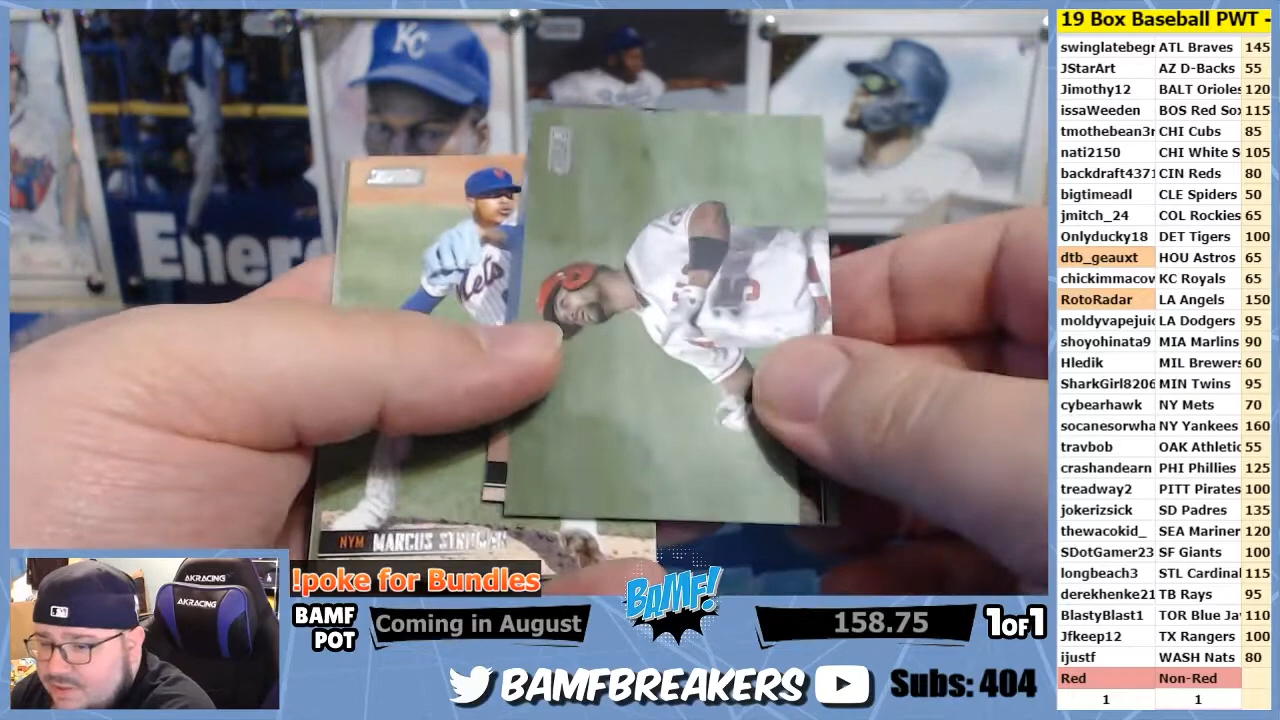 19 Box Baseball PWT -
swinglatebegr ATL Braves 145
JStarArt AZ D-Backs 55
Jimothy12 BALT Orioles 120
issaWeeden BOS Red Sox 115
tmothebean3r CHI Cubs 85
nati2150 CHI White S 105
backdraft4371 CIN Reds 80
bigtimeadl CLE Spiders 50
jmitch_24 COL Rockies 65
Onlyducky18 DET Tigers 100
dtb_geauxt HOU Astros 65
chickimmacov KC Royals 65
RotoRadar LA Angels 150
moldyvapejuic LA Dodgers 95
shoyohinata9 MIA Marlins 90
Hledik MIL Brewers 60
SharkGirl8206 MIN Twins 95
cybearhawk NY Mets 70
socanesorwha NY Yankees 160
travbob OAK Athletic 55
crashandearn PHI Phillies 125
treadway2 PITT Pirates 100
jokerizsick SD Padres 135
thewacokid_ SEA Mariner 120
SDotGamer23 SF Giants 100
longbeach3 STL Cardinal 115
derekhenke21 TB Rays 95
BlastyBlast1 TOR Blue Ja 110
Jfkeep12 TX Rangers 100
ijustf WASH Nats 80
Red Non-Red
1 1
KC
Ener
Mets
5
NYM MARCUS STROMAN
!poke for Bundles
AKRACING
AKRACING
BAMF POT
Coming in August
BAMF!
158.75
1OF1
BAMFBREAKERS
Subs: 404